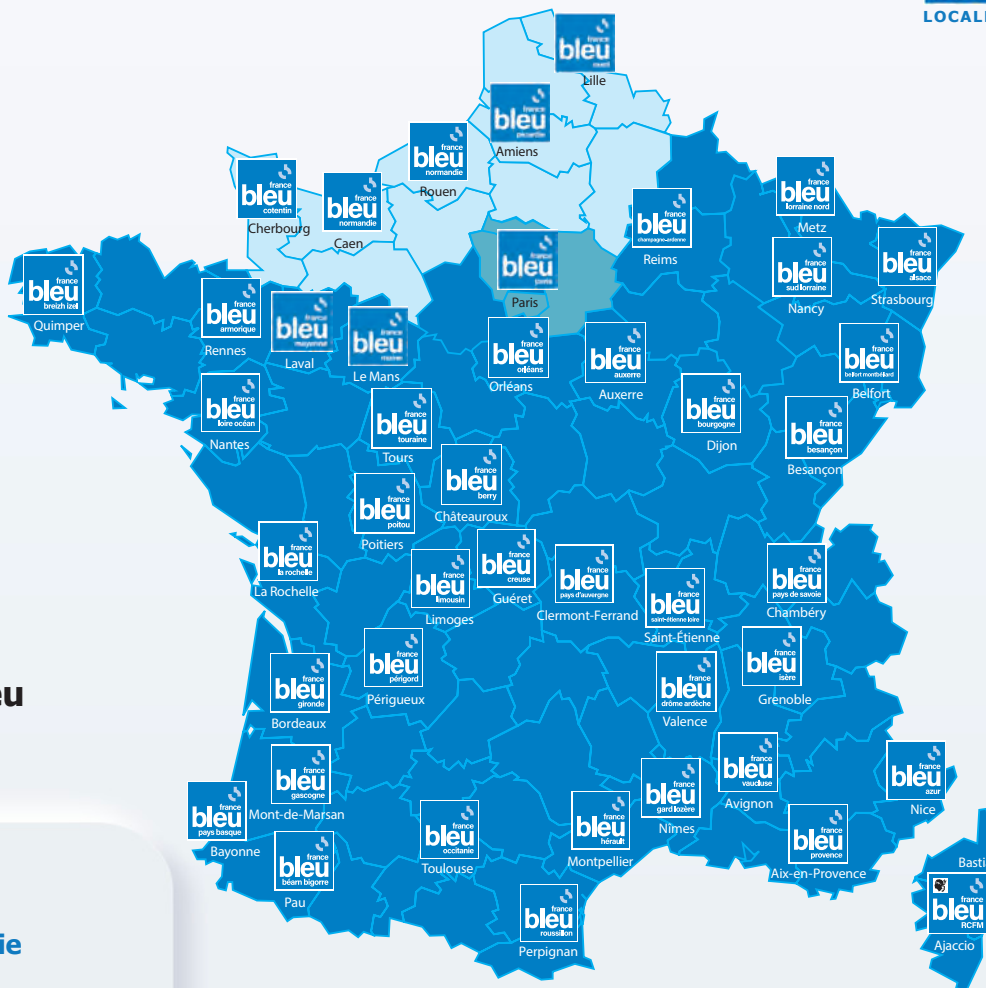 LOCALE
france
bleu
nord
Lille
france
bleu
picardie
Amiens
france
bleu
normandie
Rouen
france
bleu
cotentin
Cherbourg
france
bleu
normandie
Caen
france
bleu
champagne-ardenne
Reims
france
bleu
lorraine nord
Metz
france
bleu
sud lorraine
Nancy
france
bleu
alsace
Strasbourg
france
bleu
paris
Paris
france
bleu
breizh izel
Quimper
france
bleu
armorique
Rennes
france
bleu
mayenne
Laval
france
bleu
maine
Le Mans
france
bleu
orléans
Orléans
france
bleu
auxerre
Auxerre
france
bleu
belfort montbéliard
Belfort
france
bleu
loire océan
Nantes
france
bleu
touraine
Tours
france
bleu
bourgogne
Dijon
france
bleu
besançon
Besançon
france
bleu
berry
Châteauroux
france
bleu
poitou
Poitiers
france
bleu
la rochelle
La Rochelle
france
bleu
limousin
Limoges
france
bleu
creuse
Guéret
france
bleu
pays d'auvergne
Clermont-Ferrand
france
bleu
saint-étienne loire
Saint-Étienne
france
bleu
pays de savoie
Chambéry
france
bleu
périgord
Périgueux
france
bleu
isère
Grenoble
france
bleu
gironde
Bordeaux
france
bleu
drôme ardèche
Valence
eu
france
bleu
gascogne
Mont-de-Marsan
france
bleu
pays basque
Bayonne
france
bleu
béarn bigorre
Pau
france
bleu
occitanie
Toulouse
france
bleu
hérault
Montpellier
france
bleu
gard lozère
Nîmes
france
bleu
vaucluse
Avignon
france
bleu
provence
Aix-en-Provence
france
bleu
azur
Nice
france
bleu
roussillon
Perpignan
Basti
france
bleu
RCFM
Ajaccio
ie